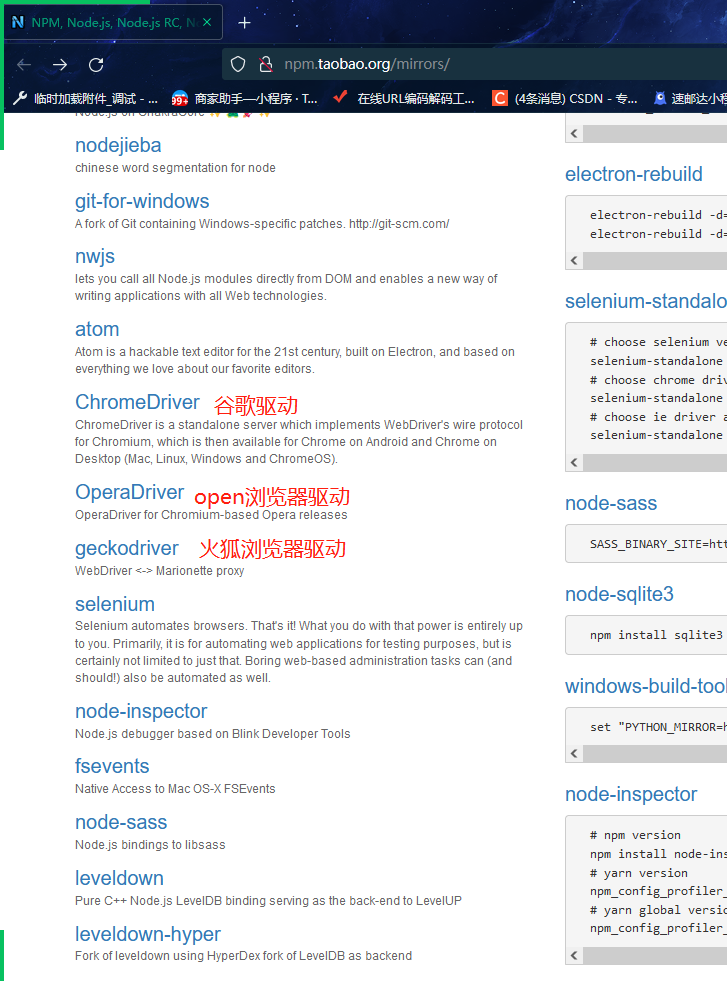 NPM, Node.js, Node.js RC, N
npm.taobao.org/mirrors/
临时加载附件_调试 - ...
99+
商家助手—小程序 · T...
在线URL编码解码工...
C
(4条消息) CSDN - 专...
速邮达小程
Node.js on ChakraCore
nodejieba
chinese word segmentation for node
git-for-windows
A fork of Git containing Windows-specific patches. http://git-scm.com/
nwjs
lets you call all Node.js modules directly from DOM and enables a new way of
writing applications with all Web technologies.
atom
Atom is a hackable text editor for the 21st century, built on Electron, and based on
everything we love about our favorite editors.
ChromeDriver 谷歌驱动
ChromeDriver is a standalone server which implements WebDriver's wire protocol
for Chromium, which is then available for Chrome on Android and Chrome on
Desktop (Mac, Linux, Windows and ChromeOS).
OperaDriver open浏览器驱动
OperaDriver for Chromium-based Opera releases
geckodriver 火狐浏览器驱动
WebDriver <-> Marionette proxy
selenium
Selenium automates browsers. That's it! What you do with that power is entirely up
to you. Primarily, it is for automating web applications for testing purposes, but is
certainly not limited to just that. Boring web-based administration tasks can (and
should!) also be automated as well.
node-inspector
Node.js debugger based on Blink Developer Tools
fsevents
Native Access to Mac OS-X FSEvents
node-sass
Node.js bindings to libsass
leveldown
Pure C++ Node.js LevelDB binding serving as the back-end to LevelUP
leveldown-hyper
Fork of leveldown using HyperDex fork of LevelDB as backend
electron-rebuild
electron-rebuild -d=
electron-rebuild -d=
selenium-standalo
# choose selenium ve
selenium-standalone
# choose chrome driv
selenium-standalone
# choose ie driver a
selenium-standalone
node-sass
SASS_BINARY_SITE=htt
node-sqlite3
npm install sqlite3
windows-build-tool
set "PYTHON_MIRROR=h
node-inspector
# npm version
npm install node-ins
# yarn version
npm_config_profiler_
# yarn global versio
npm_config_profiler_